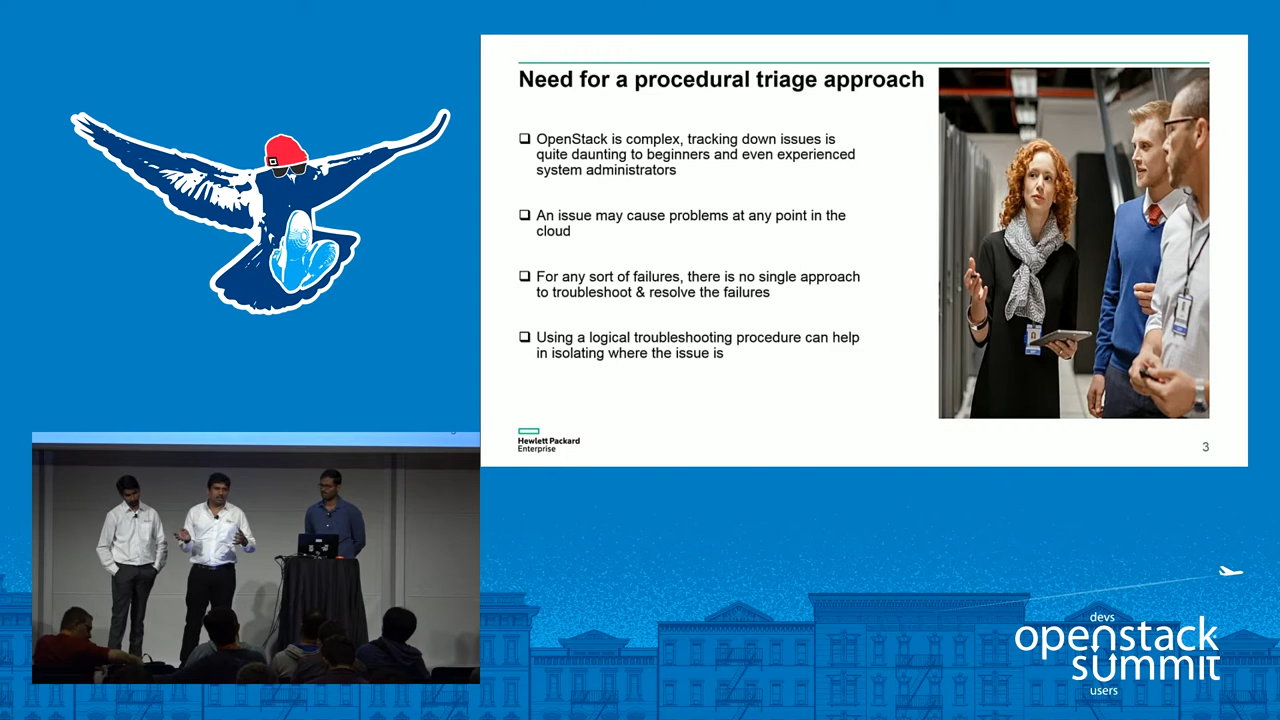 Need for a procedural triage approach
OpenStack is complex, tracking down issues is
quite daunting to beginners and even experienced
system administrators
An issue may cause problems at any point in the
cloud
For any sort of failures, there is no single approach
to troubleshoot & resolve the failures
Using a logical troubleshooting procedure can help
in isolating where the issue is
Hewlett Packard
Enterprise
3
devs
openstack
summit
users